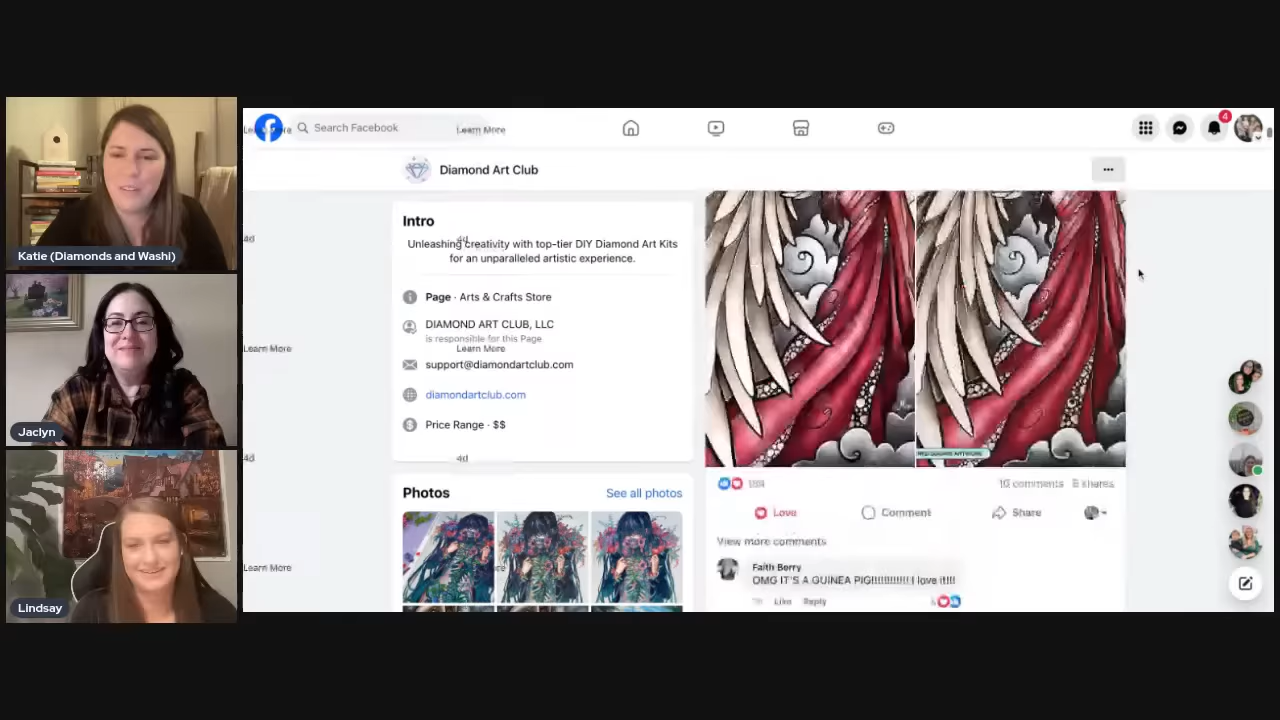 Katie (Diamonds and Washi)
Jaclyn
Lindsay
Search Facebook
Learn More
4
Diamond Art Club
4d
Learn More
4d
Learn More
Intro
4d
Unleashing creativity with top-tier DIY Diamond Art Kits
for an unparalleled artistic experience.
Page · Arts & Crafts Store
DIAMOND ART CLUB, LLC
is responsible for this Page
Learn More
support@diamondartclub.com
diamondartclub.com
Price Range · $$
4d
Photos
See all photos
comments shares
Love
Comment
Share
View more comments
Faith Berry
OMG IT'S A GUINEA PIG!!!!!!!!!!!! I love it!!!!
Like Reply